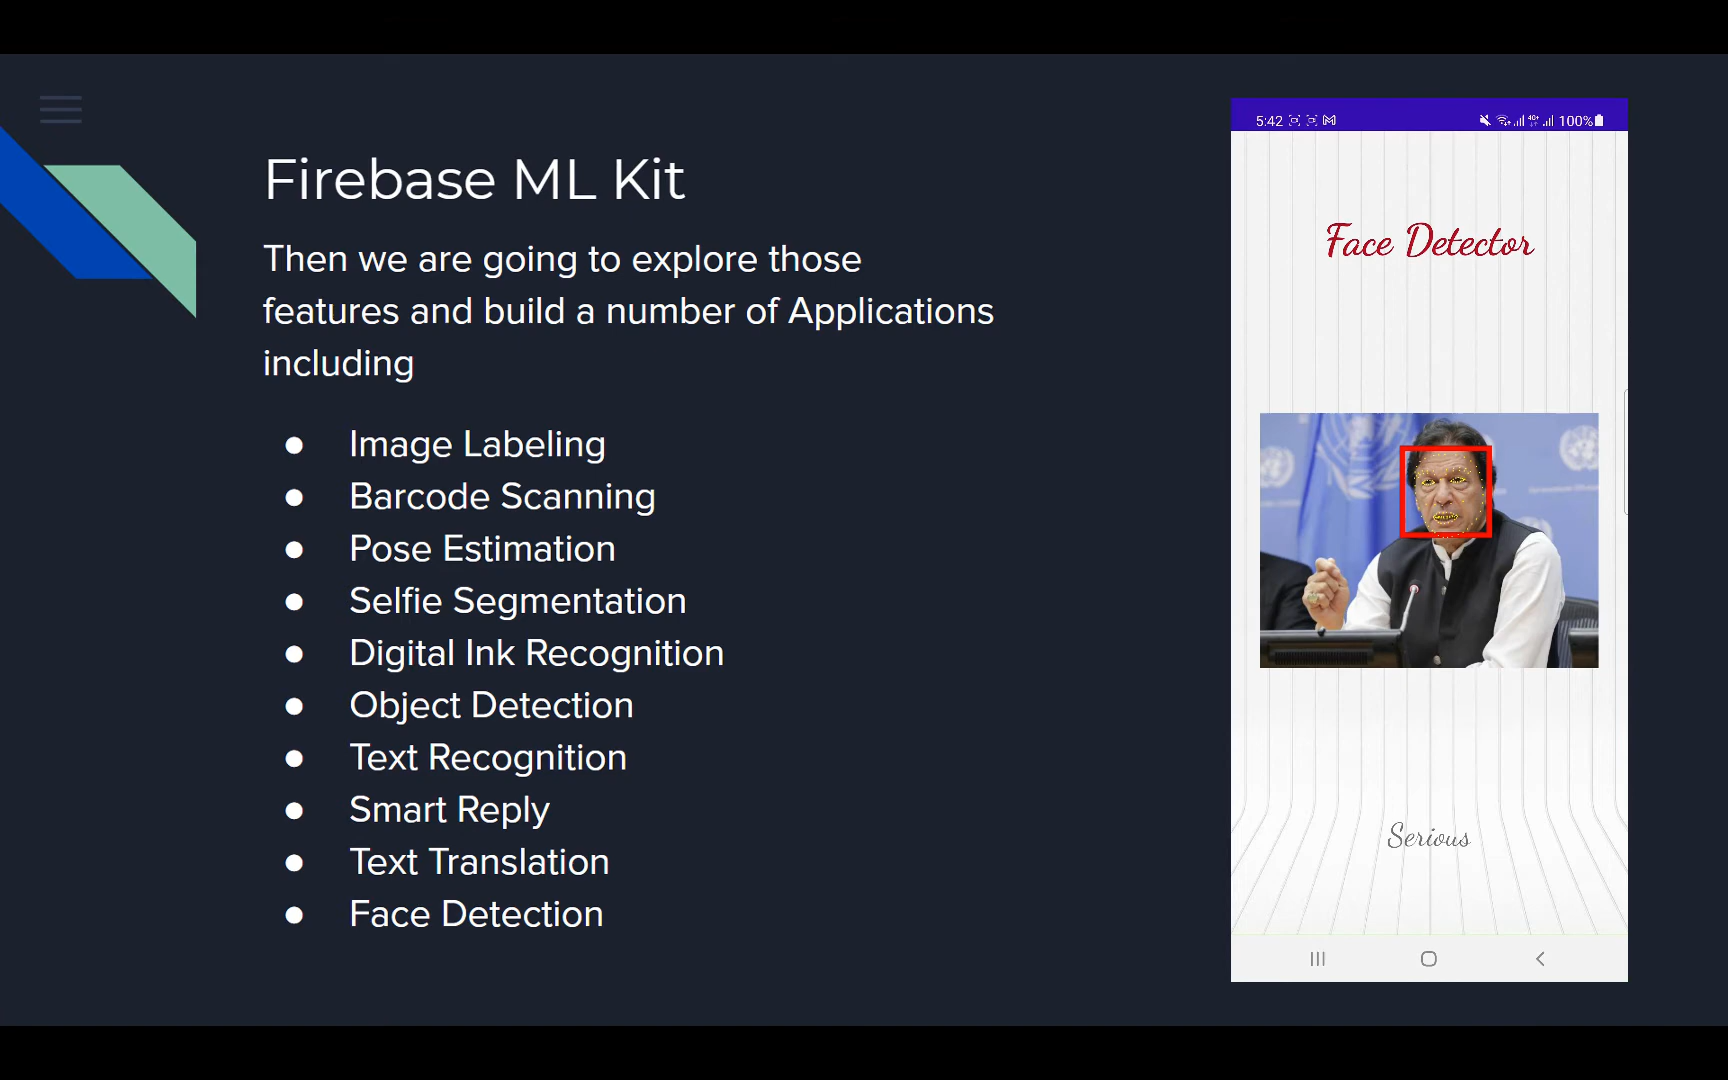 Firebase ML Kit
Then we are going to explore those
features and build a number of Applications
including
● Image Labeling
● Barcode Scanning
● Pose Estimation
● Selfie Segmentation
● Digital Ink Recognition
● Object Detection
● Text Recognition
● Smart Reply
● Text Translation
● Face Detection
5:42 100%
Face Detector
Serious